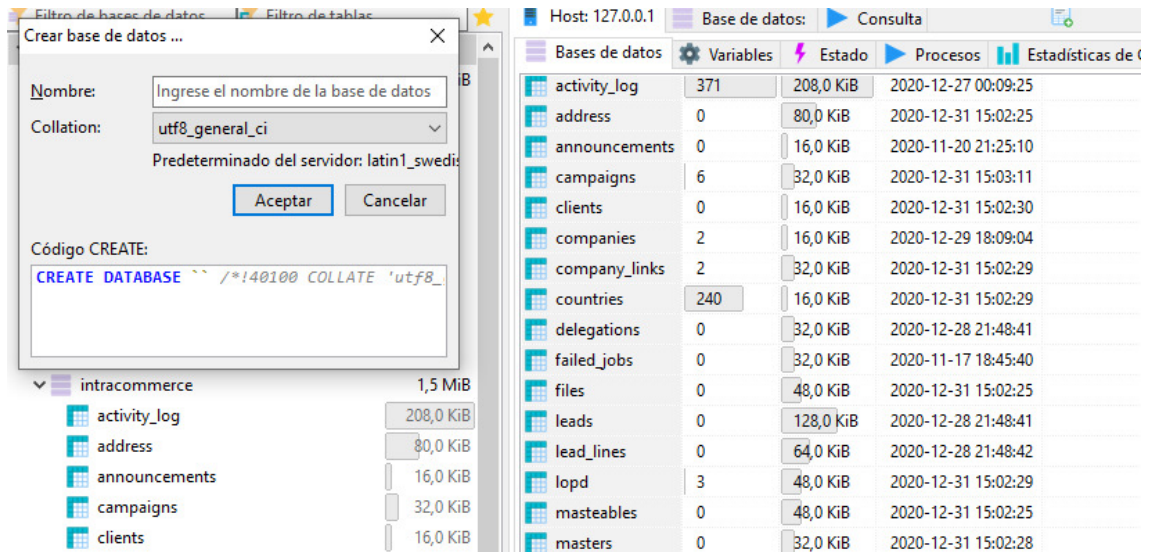 Filtro de bases de datos
Filtro de tablas
Crear base de datos ...
Nombre:
Ingrese el nombre de la base de datos
Collation:
utf8_general_ci
Predeterminado del servidor: latin1_swedis
Aceptar
Cancelar
Código CREATE:
CREATE DATABASE `` /*!40100 COLLATE 'utf8_
iB
intracommerce 1,5 MiB
activity_log 208,0 KiB
address 80,0 KiB
announcements 16,0 KiB
campaigns 32,0 KiB
clients 16,0 KiB
Host: 127.0.0.1 Base de datos: Consulta
Bases de datos Variables Estado Procesos Estadísticas de
activity_log 371 208,0 KiB 2020-12-27 00:09:25
address 0 80,0 KiB 2020-12-31 15:02:25
announcements 0 16,0 KiB 2020-11-20 21:25:10
campaigns 6 32,0 KiB 2020-12-31 15:03:11
clients 0 16,0 KiB 2020-12-31 15:02:30
companies 2 16,0 KiB 2020-12-29 18:09:04
company_links 2 32,0 KiB 2020-12-31 15:02:29
countries 240 16,0 KiB 2020-12-31 15:02:29
delegations 0 32,0 KiB 2020-12-28 21:48:41
failed_jobs 0 32,0 KiB 2020-11-17 18:45:40
files 0 48,0 KiB 2020-12-31 15:02:25
leads 0 128,0 KiB 2020-12-28 21:48:41
lead_lines 0 64,0 KiB 2020-12-28 21:48:42
lopd 3 48,0 KiB 2020-12-31 15:02:29
masteables 0 48,0 KiB 2020-12-31 15:02:25
masters 0 32,0 KiB 2020-12-31 15:02:28